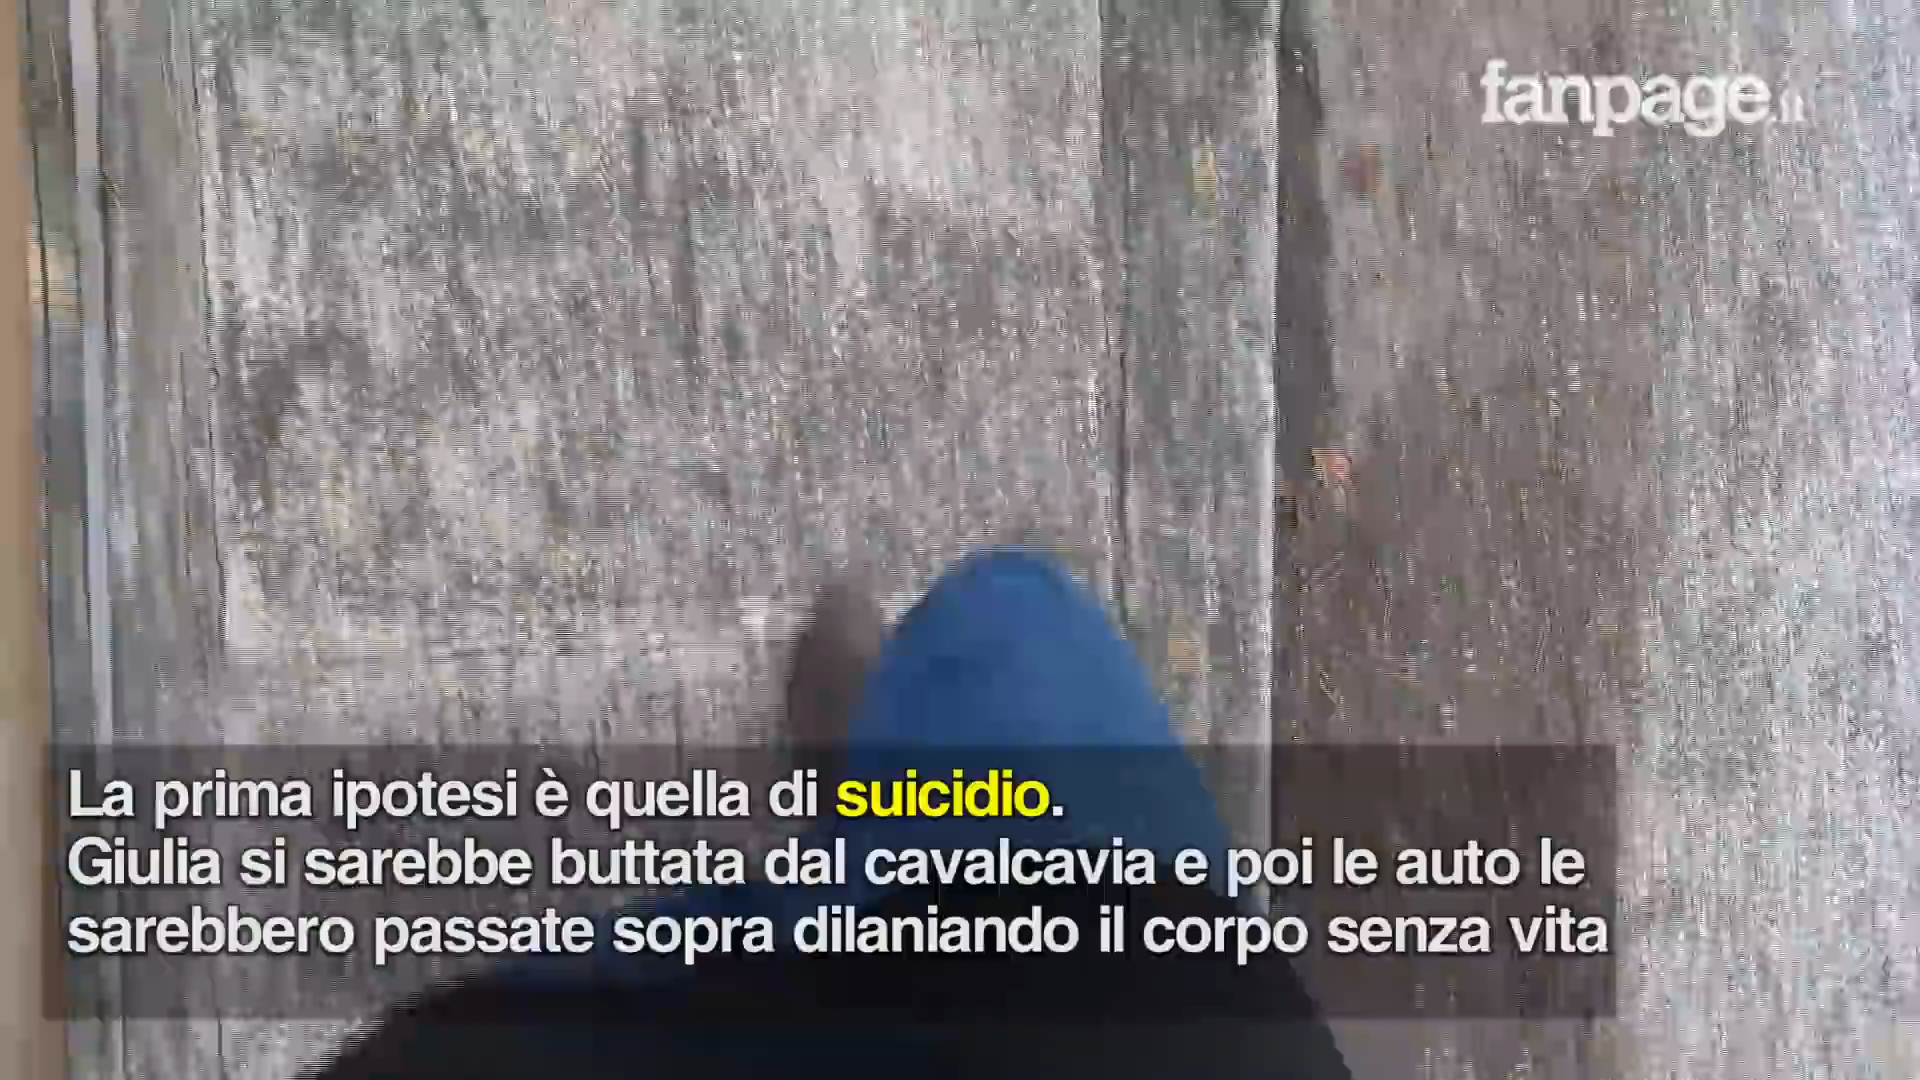 fanpage.it
La prima ipotesi è quella di suicidio.
Giulia si sarebbe buttata dal cavalcavia e poi le auto le
sarebbero passate sopra dilaniando il corpo senza vita